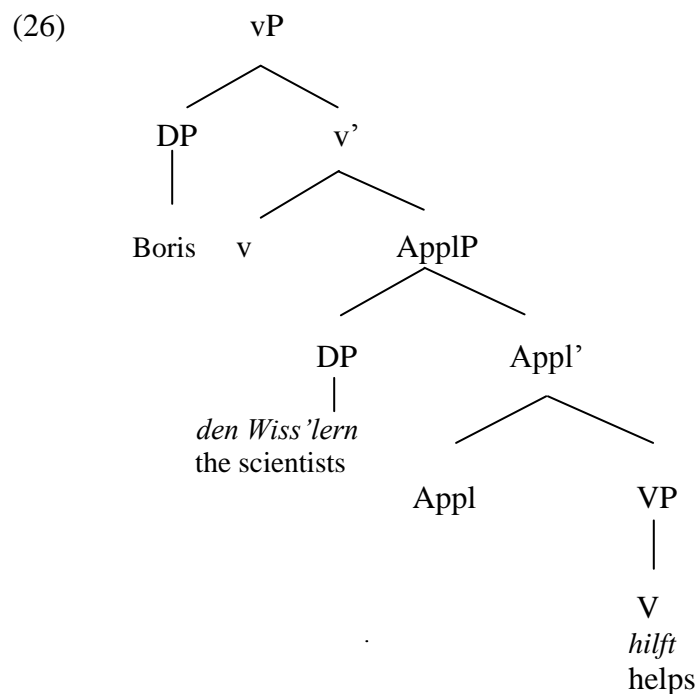 (26) vP
DP v’
Boris v ApplP
DP Appl’
den Wiss’lern
the scientists
Appl VP
V
hilft
helps